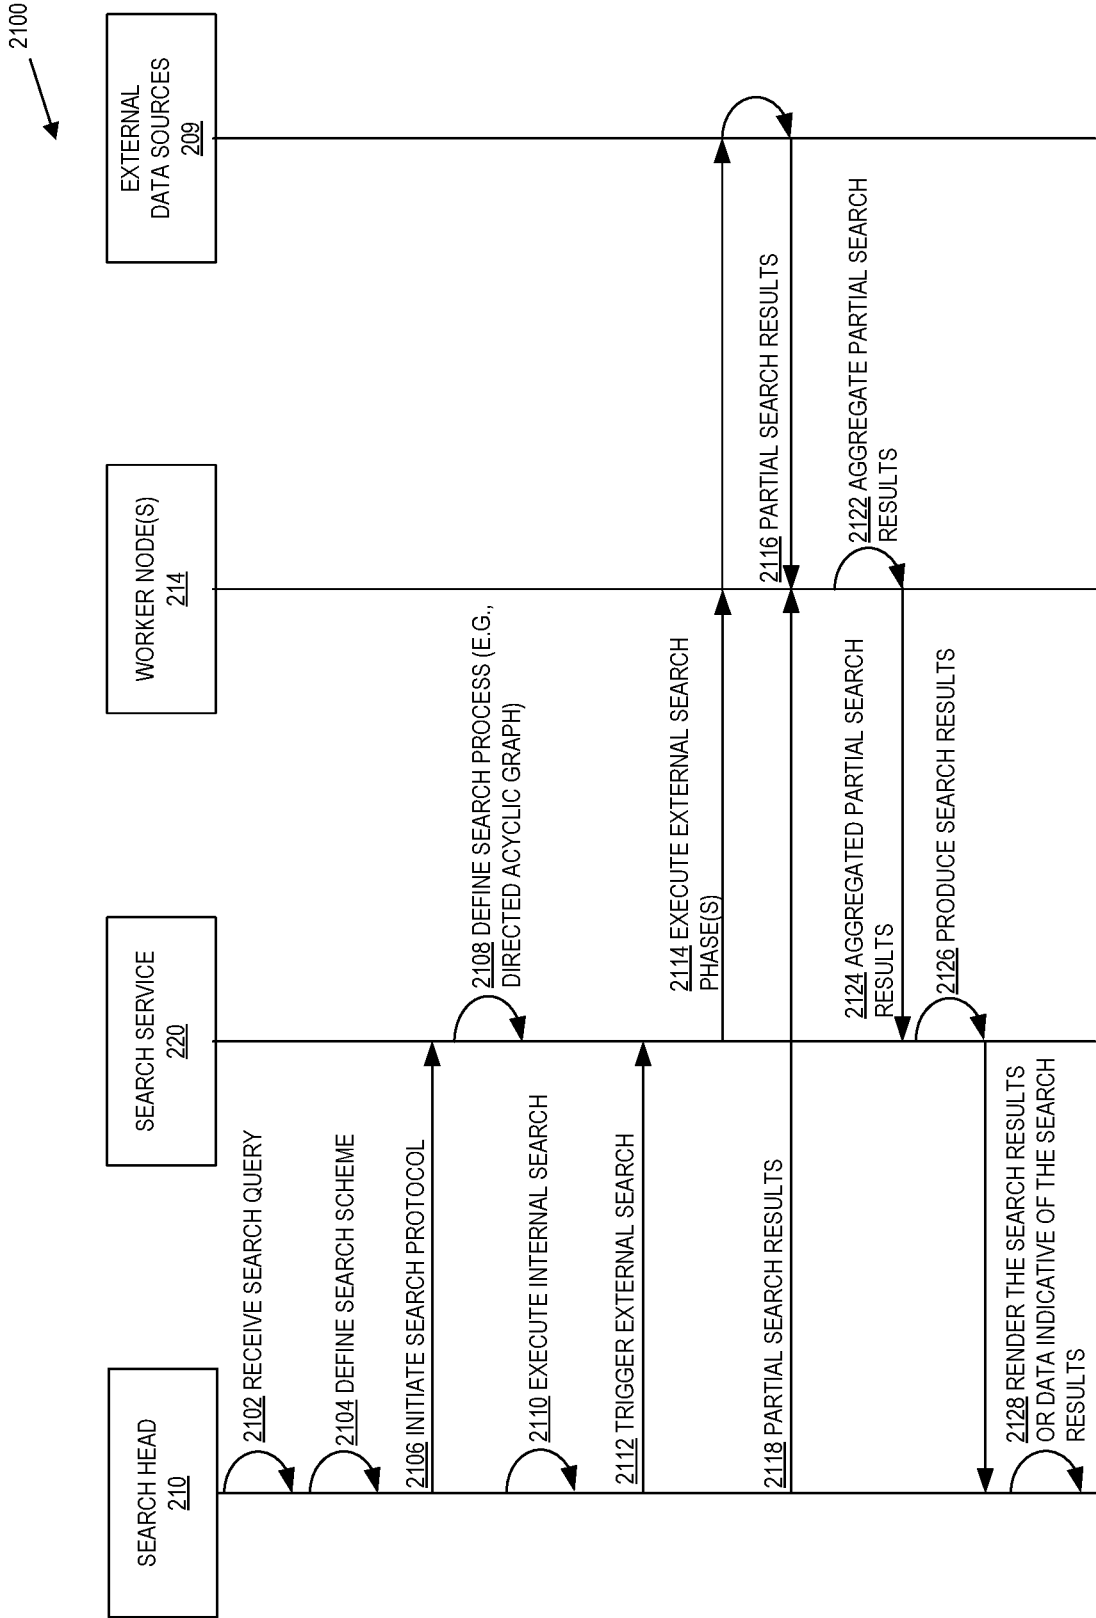 2100
SEARCH HEAD
210
SEARCH SERVICE
220
WORKER NODE(S)
214
EXTERNAL
DATA SOURCES
209
2102 RECEIVE SEARCH QUERY
2104 DEFINE SEARCH SCHEME
2106 INITIATE SEARCH PROTOCOL
2108 DEFINE SEARCH PROCESS (E.G.,
DIRECTED ACYCLIC GRAPH)
2110 EXECUTE INTERNAL SEARCH
2112 TRIGGER EXTERNAL SEARCH
2114 EXECUTE EXTERNAL SEARCH
PHASE(S)
2116 PARTIAL SEARCH RESULTS
2118 PARTIAL SEARCH RESULTS
2122 AGGREGATE PARTIAL SEARCH
RESULTS
2124 AGGREGATED PARTIAL SEARCH
RESULTS
2126 PRODUCE SEARCH RESULTS
2128 RENDER THE SEARCH RESULTS
OR DATA INDICATIVE OF THE SEARCH
RESULTS